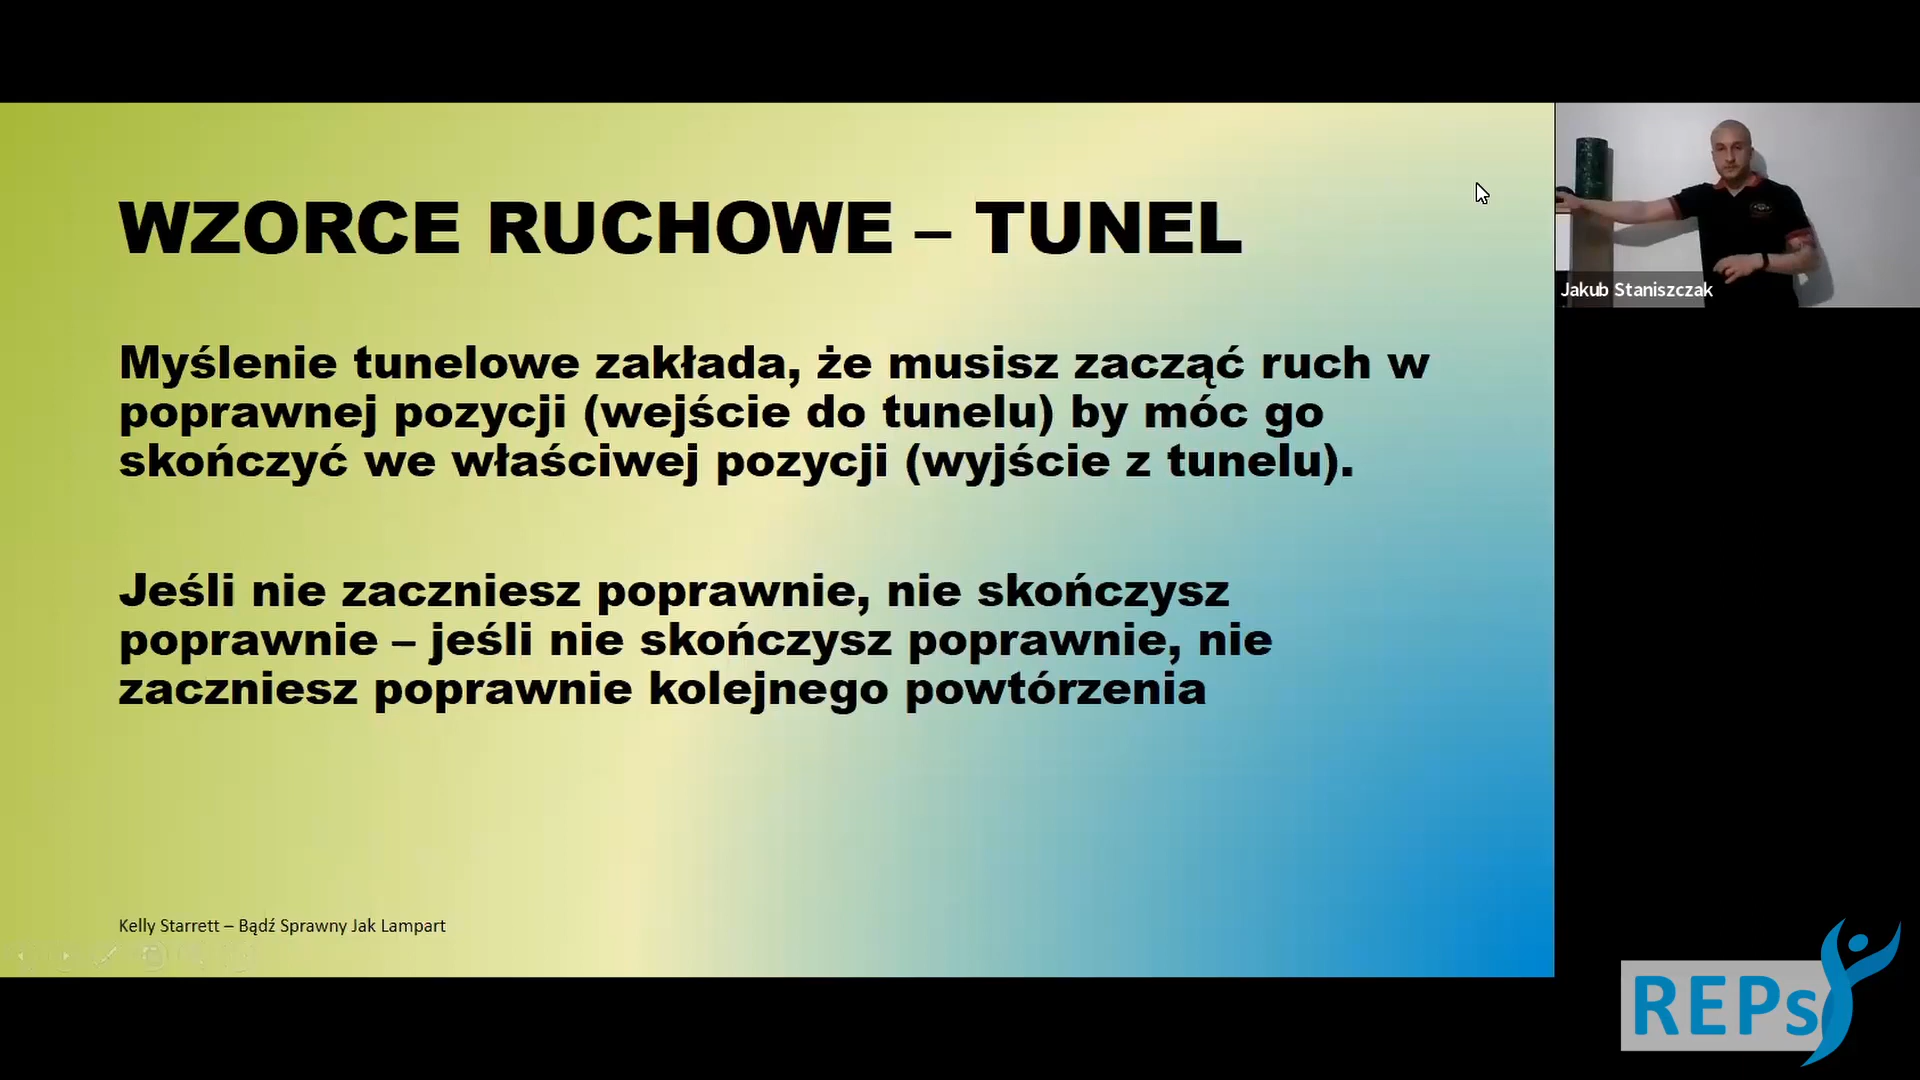 WZORCE RUCHOWE – TUNEL
Myślenie tunelowe zakłada, że musisz zacząć ruch w
poprawnej pozycji (wejście do tunelu) by móc go
skończyć we właściwej pozycji (wyjście z tunelu).
Jeśli nie zaczniesz poprawnie, nie skończysz
poprawnie – jeśli nie skończysz poprawnie, nie
zaczniesz poprawnie kolejnego powtórzenia
Kelly Starrett – Bądź Sprawny Jak Lampart
Jakub Staniszczak
REPs